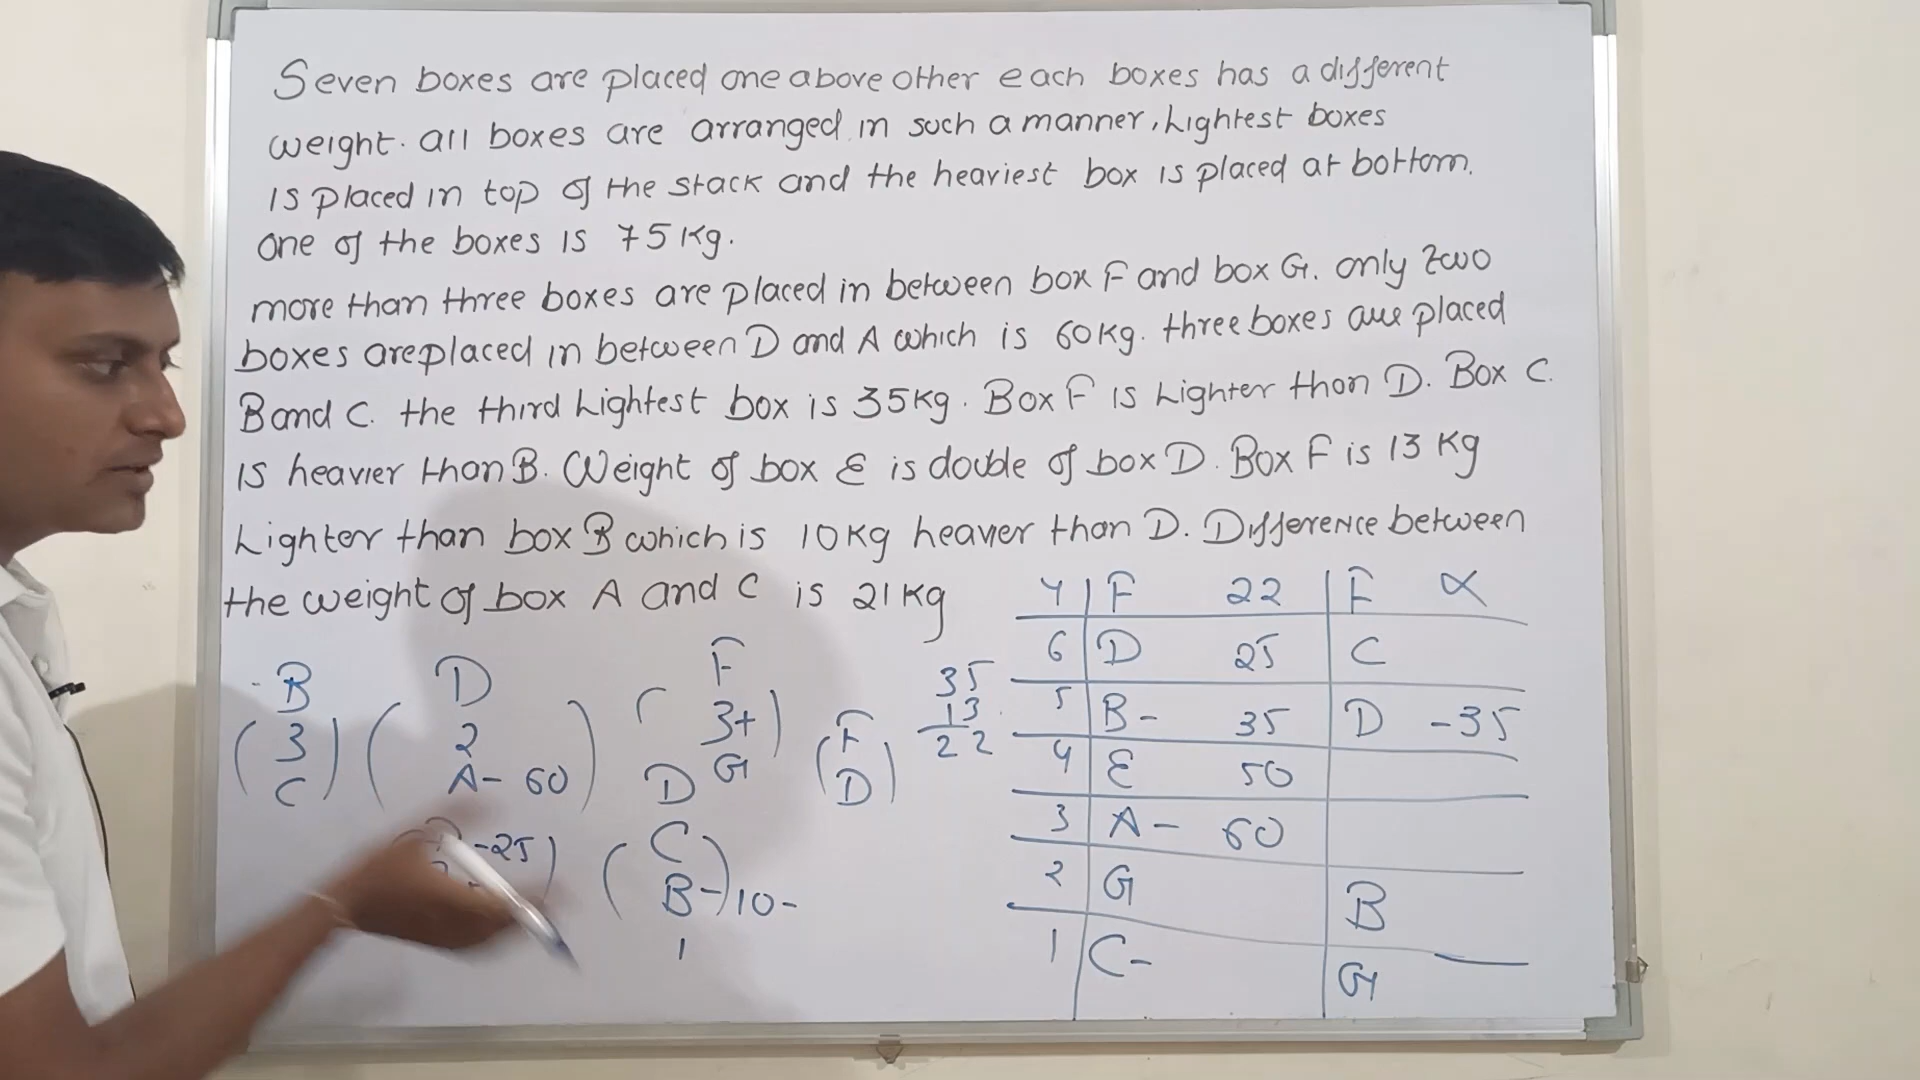 Seven boxes are placed one above other each boxes has a different
weight. all boxes are arranged in such a manner, Lightest boxes
is placed in top of the stack and the heaviest box is placed at bottom.
one of the boxes is 75 Kg.
more than three boxes are placed in between box F and box G. only two
boxes are placed in between D and A which is 60 Kg. three boxes are placed
B and C. the third Lightest box is 35 Kg. Box F is Lighter than D. Box C.
is heavier than B. Weight of box E is double of box D. Box F is 13 Kg
Lighter than box B which is 10 Kg heavier than D. Difference between
the weight of box A and C is 21 Kg
- B
( 3 )
C
D
( 2 )
A- 60
F
( 3+ )
G
D
( F
D )
35
13
22
-25
( C
B- ) 10-
1
7 F 22 F ∝
6 D 25 C
5 B- 35 D -35
4 E 50
3 A- 60
2 G B
1 C- G